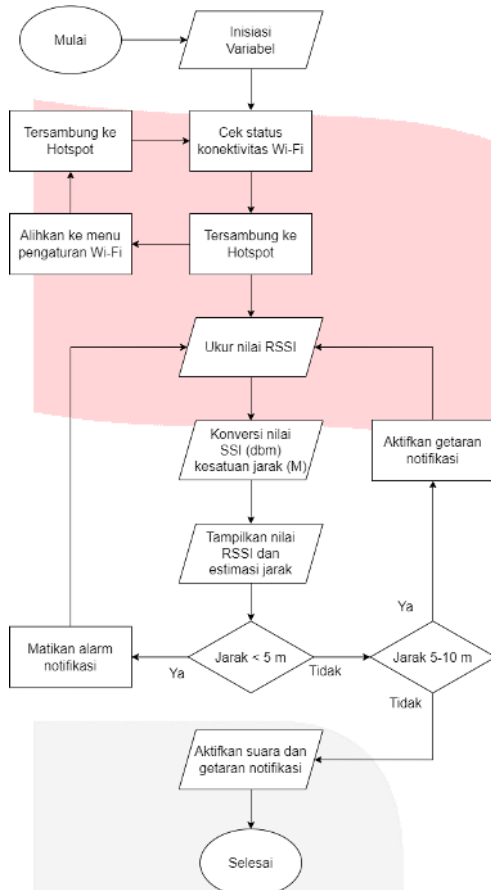 Mulai
Inisiasi
Variabel
Tersambung ke
Hotspot
Cek status
konektivitas Wi-Fi
Alihkan ke menu
pengaturan Wi-Fi
Tersambung ke
Hotspot
Ukur nilai RSSI
Konversi nilai
SSI (dbm)
kesatuan jarak (M)
Aktifkan getaran
notifikasi
Tampilkan nilai
RSSI dan
estimasi jarak
Ya
Matikan alarm
notifikasi
Ya
Jarak < 5 m
Tidak
Jarak 5-10 m
Tidak
Aktifkan suara dan
getaran notifikasi
Selesai